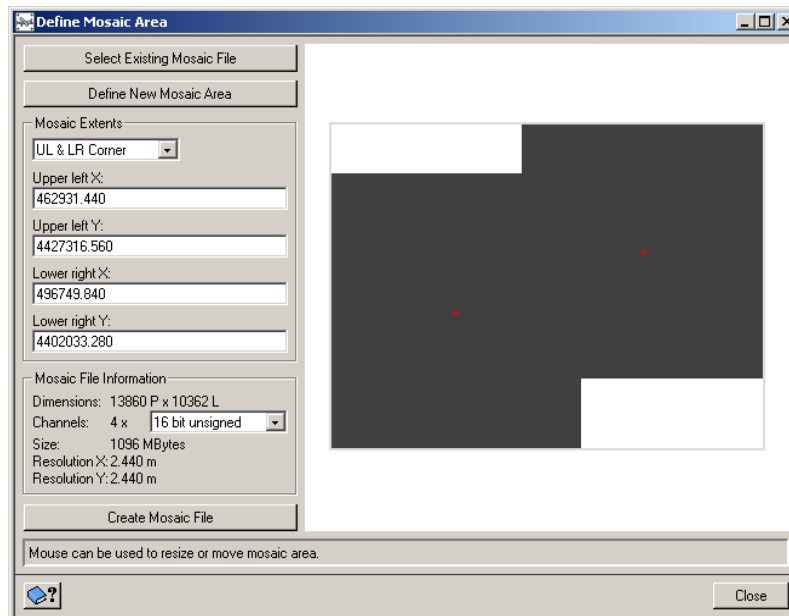 Define Mosaic Area
Select Existing Mosaic File
Define New Mosaic Area
Mosaic Extents
UL & LR Corner
Upper left X:
462931.440
Upper left Y:
4427316.560
Lower right X:
496749.840
Lower right Y:
4402033.280
Mosaic File Information
Dimensions: 13860 P x 10362 L
Channels: 4 x 16 bit unsigned
Size: 1096 MBytes
Resolution X: 2.440 m
Resolution Y: 2.440 m
Create Mosaic File
Mouse can be used to resize or move mosaic area.
?
Close